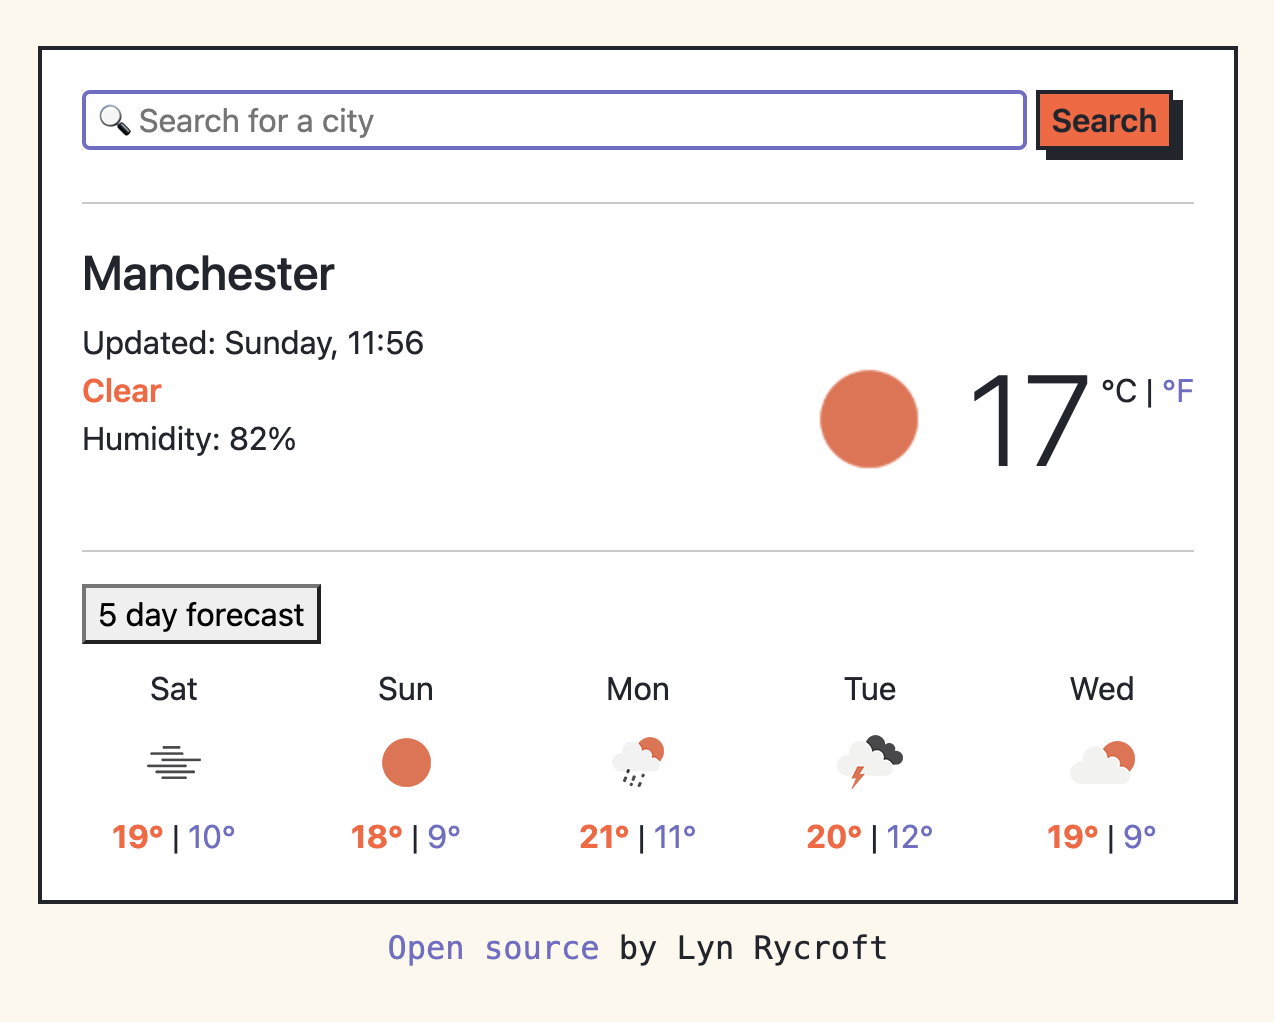 🔍 Search for a city
Search
Manchester
Updated: Sunday, 11:56
Clear
Humidity: 82%
17 °C | °F
5 day forecast
Sat Sun Mon Tue Wed
19° | 10° 18° | 9° 21° | 11° 20° | 12° 19° | 9°
Open source by Lyn Rycroft